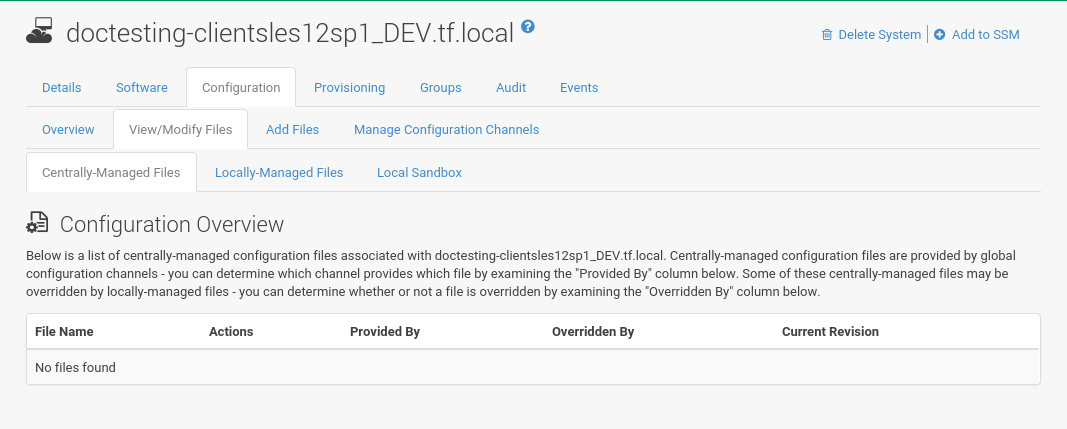 doctesting-clientsles12sp1_DEV.tf.local ?
Delete System | Add to SSM
Details Software Configuration Provisioning Groups Audit Events
Overview View/Modify Files Add Files Manage Configuration Channels
Centrally-Managed Files Locally-Managed Files Local Sandbox
Configuration Overview
Below is a list of centrally-managed configuration files associated with doctesting-clientsles12sp1_DEV.tf.local. Centrally-managed configuration files are provided by global
configuration channels - you can determine which channel provides which file by examining the "Provided By" column below. Some of these centrally-managed files may be
overridden by locally-managed files - you can determine whether or not a file is overridden by examining the "Overridden By" column below.
File Name Actions Provided By Overridden By Current Revision
No files found